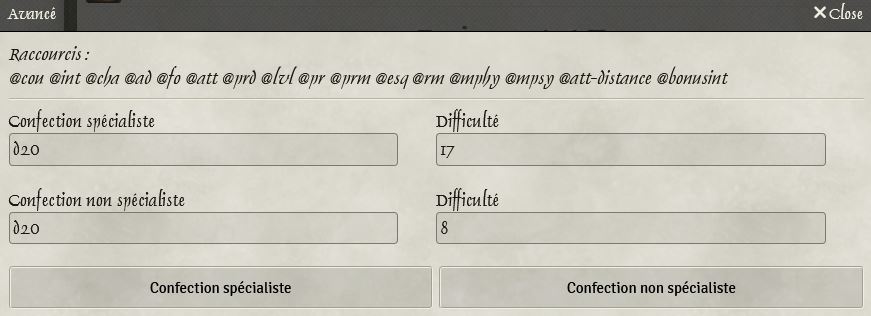 Avancé
Close
Raccourcis :
@cou @int @cha @ad @fo @att @prd @lvl @pr @prm @esq @rm @mphy @mpsy @att-distance @bonusint
Confection spécialiste
Difficulté
d20
17
Confection non spécialiste
Difficulté
d20
8
Confection spécialiste
Confection non spécialiste